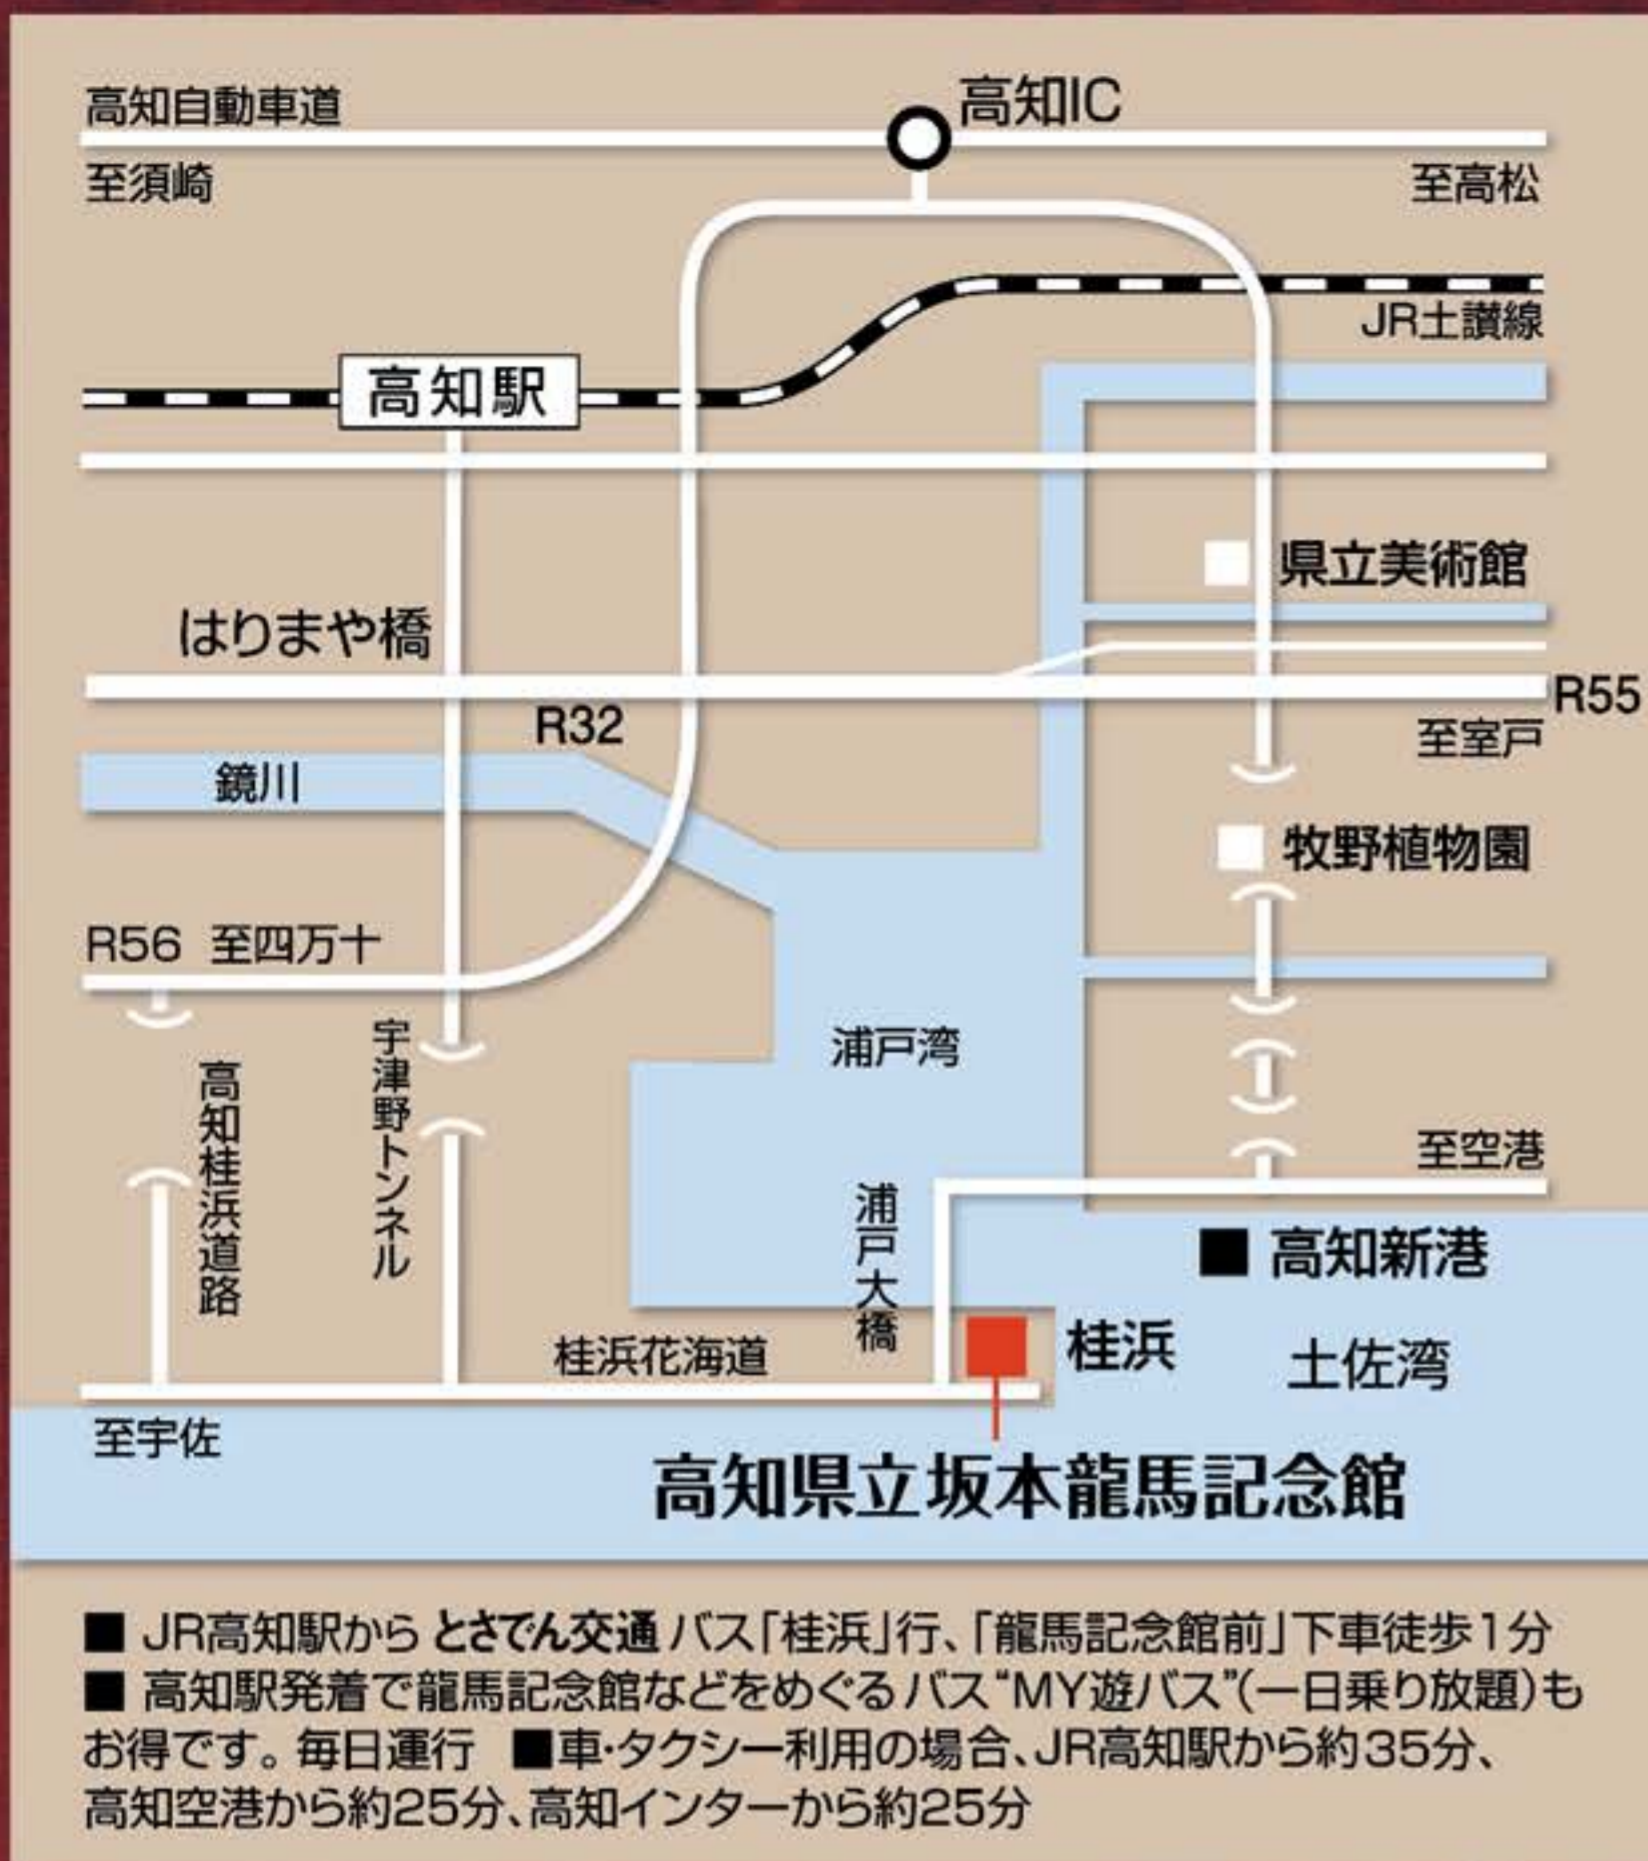 高知自動車道
高知IC
至須崎
至高松
JR土讃線
高知駅
県立美術館
はりまや橋
R55
R32
至室戸
鏡川
牧野植物園
R56 至四万十
浦戸湾
宇津野トンネル
高知桂浜道路
至空港
浦戸大橋
高知新港
桂浜
土佐湾
桂浜花海道
至宇佐
高知県立坂本龍馬記念館
■ JR高知駅から とさでん交通 バス「桂浜」行、「龍馬記念館前」下車徒歩1分
■ 高知駅発着で龍馬記念館などをめぐるバス“MY遊バス”(一日乗り放題)も
お得です。毎日運行 ■車・タクシー利用の場合、JR高知駅から約35分、
高知空港から約25分、高知インターから約25分